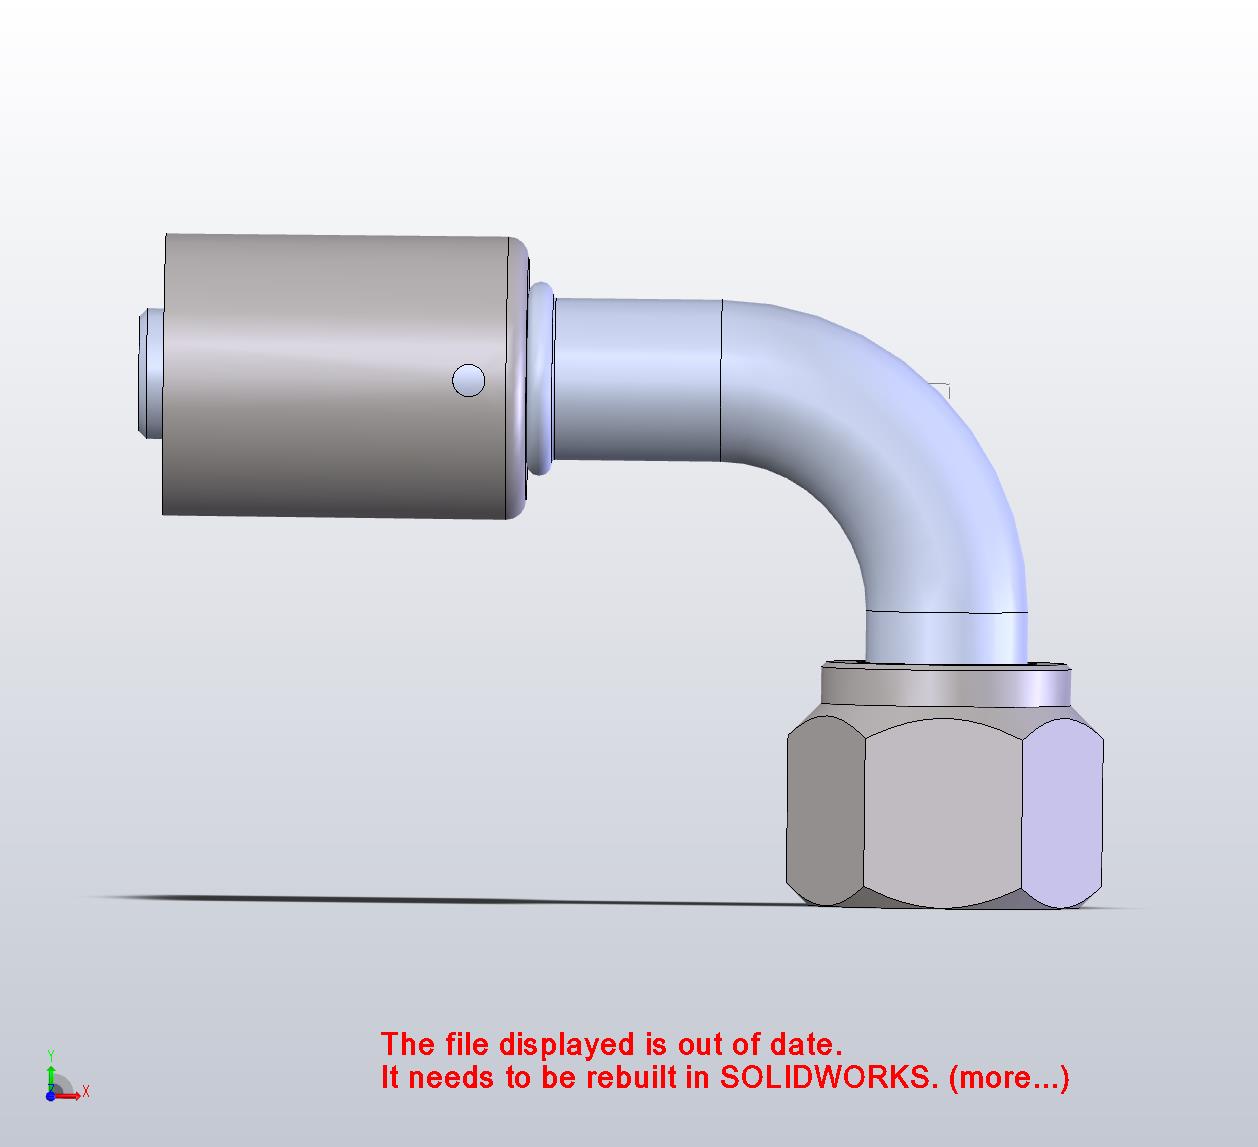 The file displayed is out of date.
It needs to be rebuilt in SOLIDWORKS. (more...)
Y
Z
X